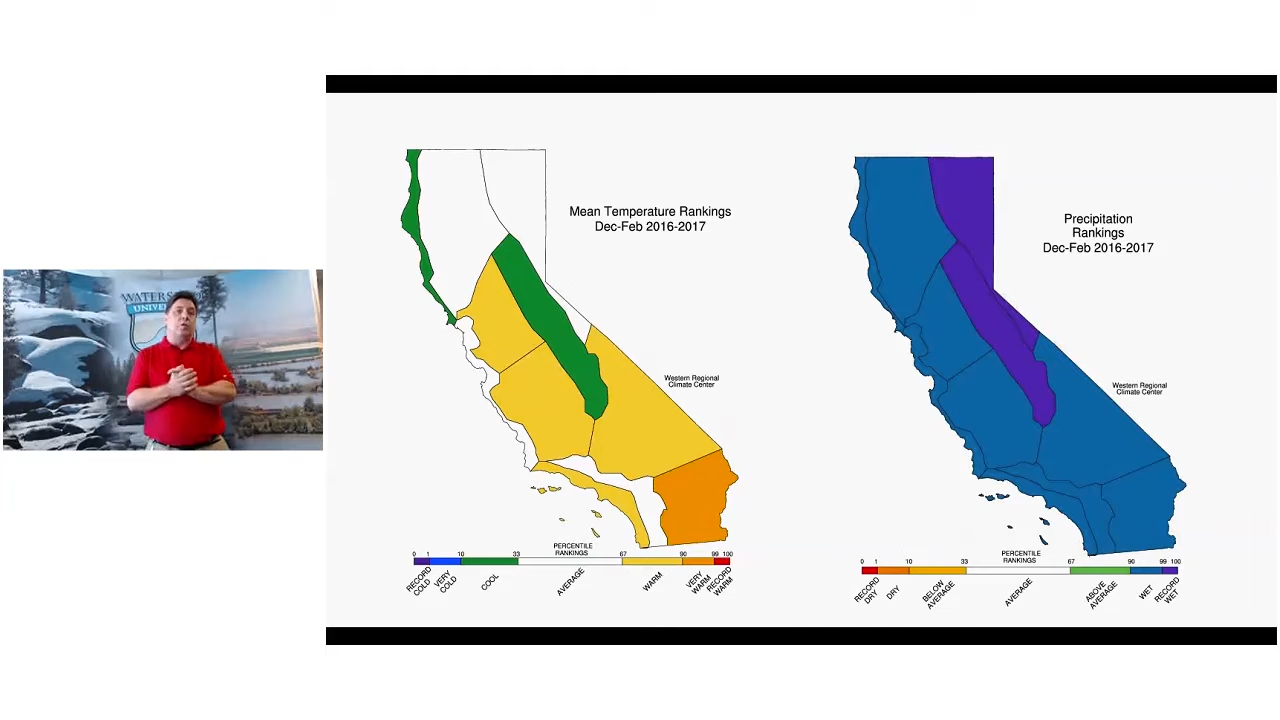 WATERS
UNIVE
Mean Temperature Rankings
Dec-Feb 2016-2017
Western Regional
Climate Center
PERCENTILE
RANKINGS
0 1 10 33 67 90 99 100
RECORD COLD
VERY COLD
COOL
AVERAGE
WARM
VERY WARM
RECORD WARM
Precipitation
Rankings
Dec-Feb 2016-2017
Western Regional
Climate Center
PERCENTILE
RANKINGS
0 1 10 33 67 90 99 100
RECORD DRY
DRY
BELOW AVERAGE
AVERAGE
ABOVE AVERAGE
WET
RECORD WET